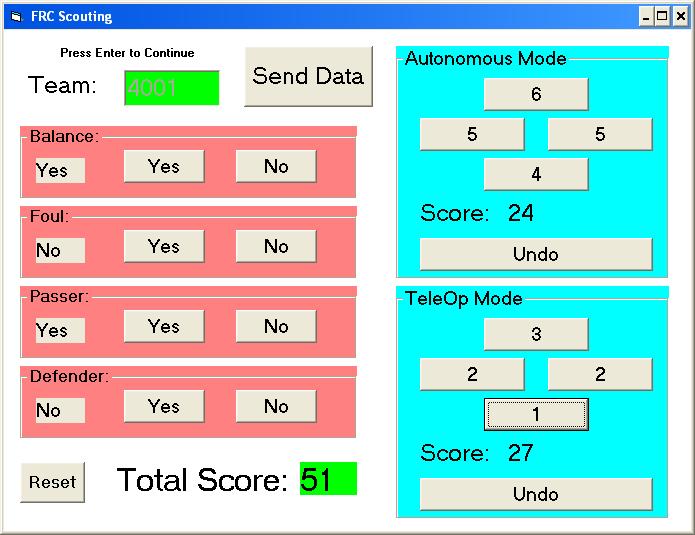 FRC Scouting
Press Enter to Continue
Team: 4001
Send Data
Balance:
Yes Yes No
Foul:
No Yes No
Passer:
Yes Yes No
Defender:
No Yes No
Reset
Total Score: 51
Autonomous Mode
6
5 5
4
Score: 24
Undo
TeleOp Mode
3
2 2
1
Score: 27
Undo